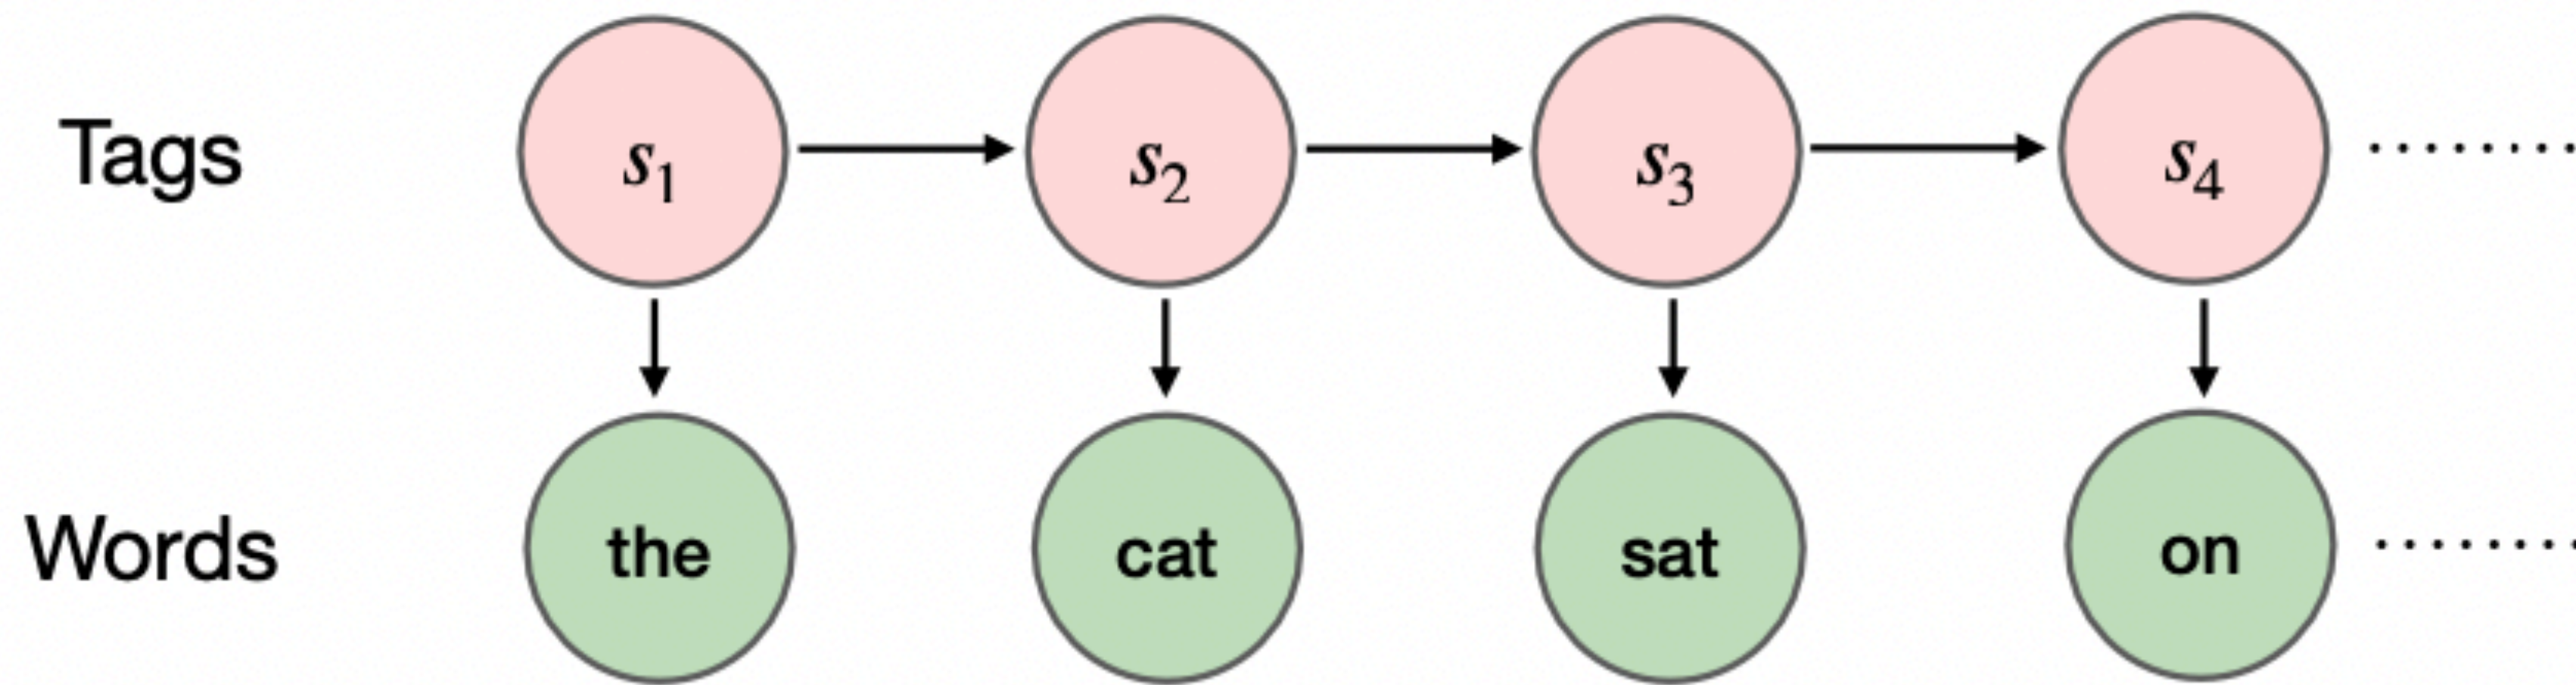 Tags s₁ s₂ s₃ s₄ ........
Words the cat sat on ........